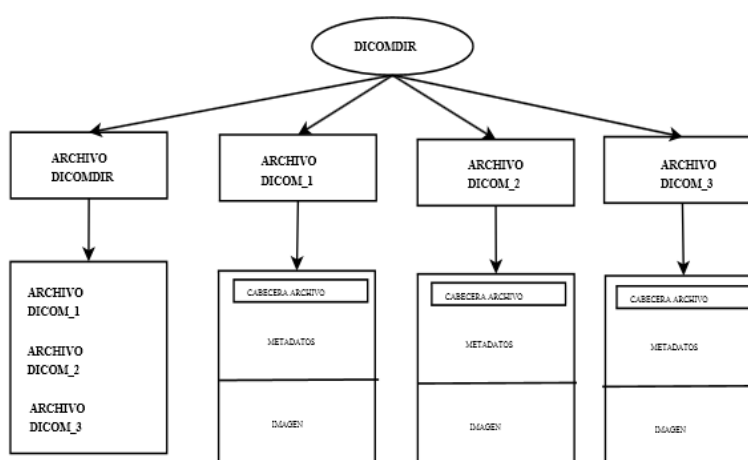 DICOMDIR
ARCHIVO
DICOMDIR
ARCHIVO
DICOM_1
ARCHIVO
DICOM_2
ARCHIVO
DICOM_3
ARCHIVO
DICOM_1
ARCHIVO
DICOM_2
ARCHIVO
DICOM_3
CABECERA ARCHIVO
METADATOS
IMAGEN
CABECERA ARCHIVO
METADATOS
IMAGEN
CABECERA ARCHIVO
METADATOS
IMAGEN